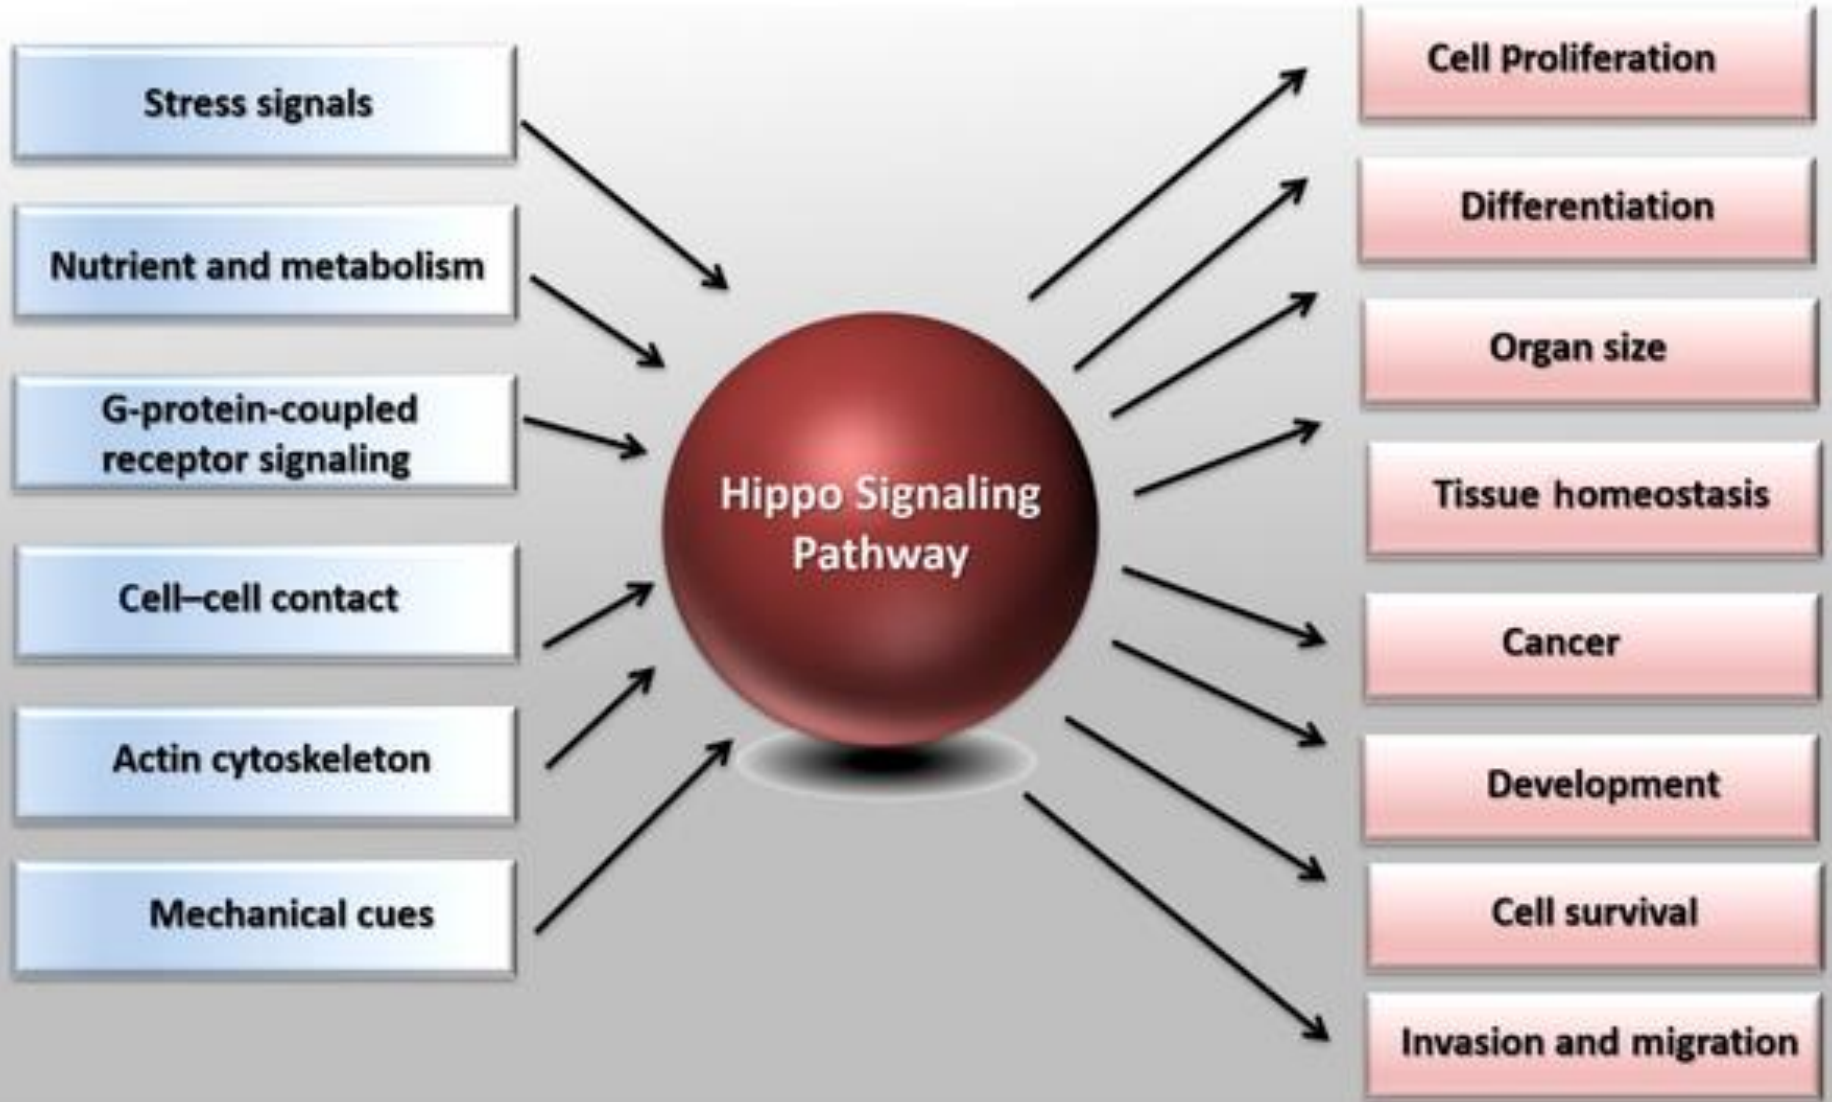 Stress signals
Nutrient and metabolism
G-protein-coupled
receptor signaling
Cell–cell contact
Actin cytoskeleton
Mechanical cues
Hippo Signaling
Pathway
Cell Proliferation
Differentiation
Organ size
Tissue homeostasis
Cancer
Development
Cell survival
Invasion and migration